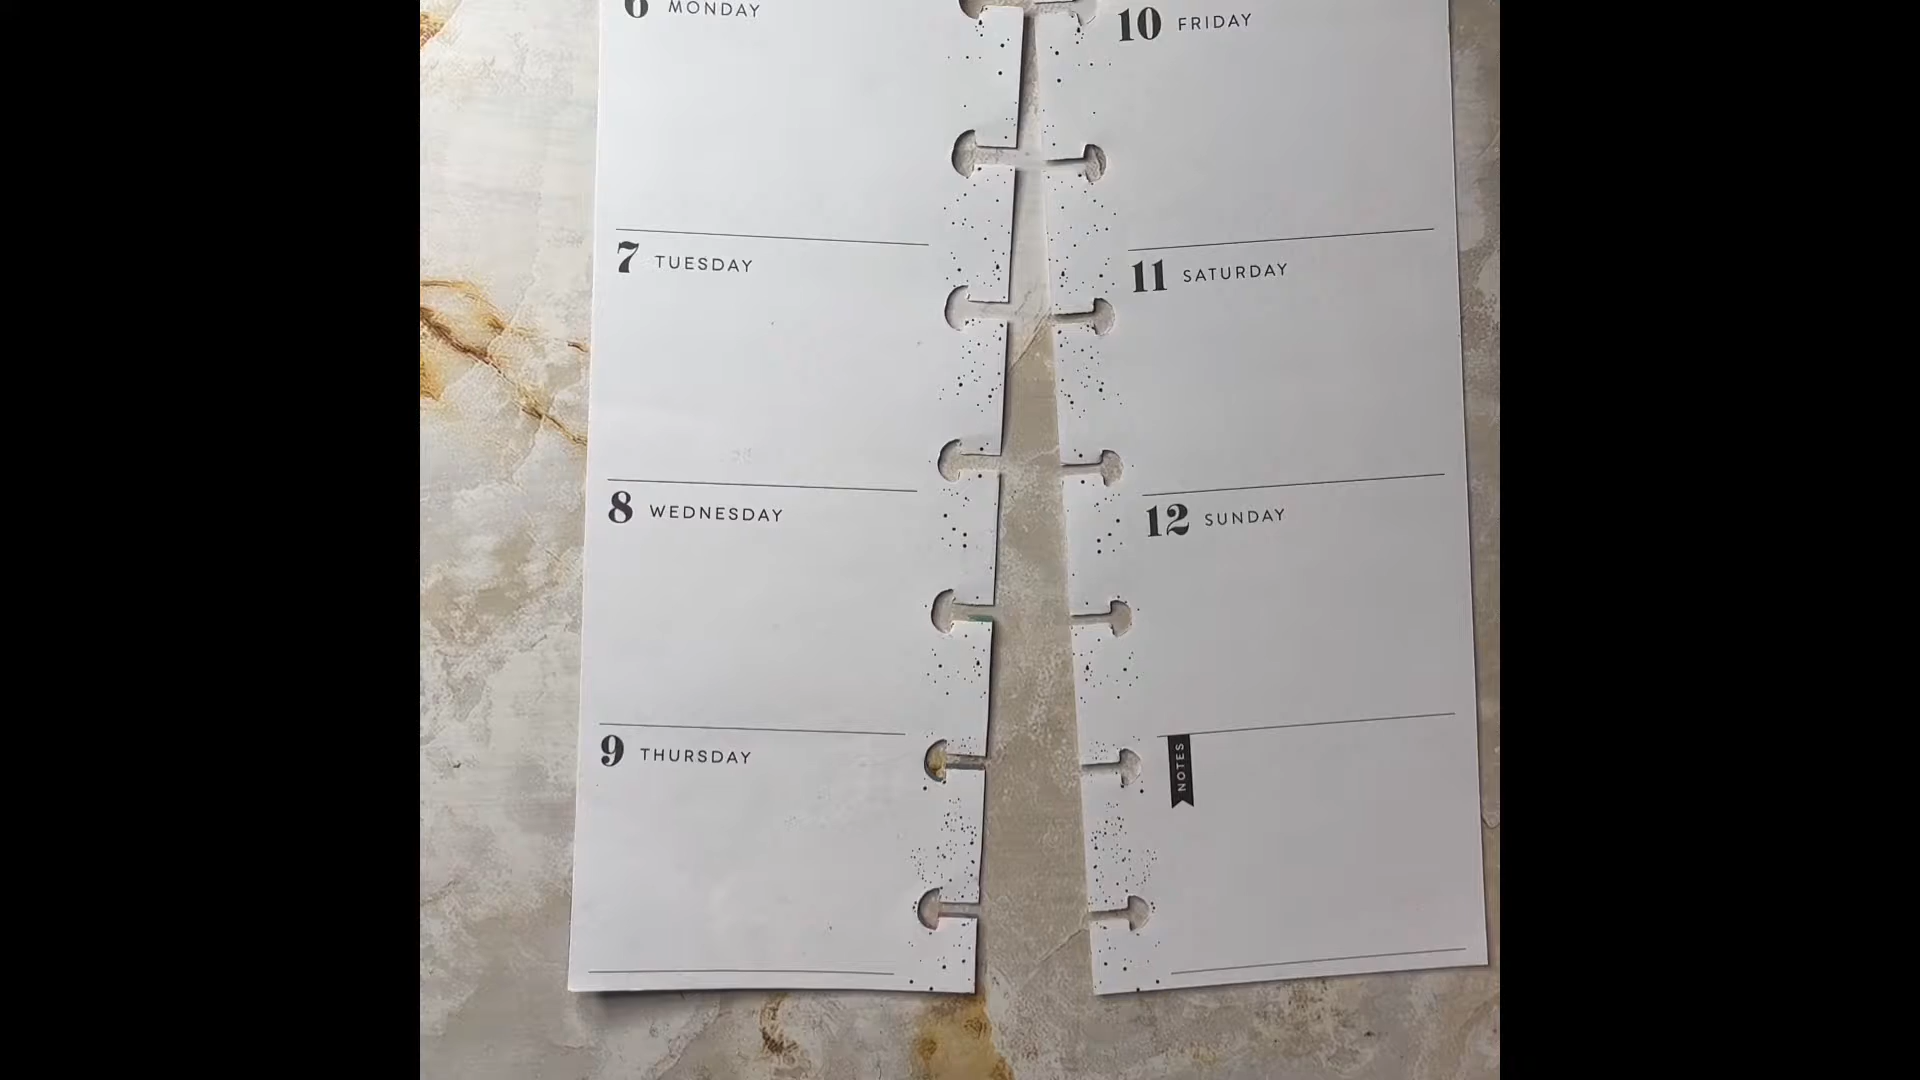 6 MONDAY
7 TUESDAY
8 WEDNESDAY
9 THURSDAY
10 FRIDAY
11 SATURDAY
12 SUNDAY
NOTES